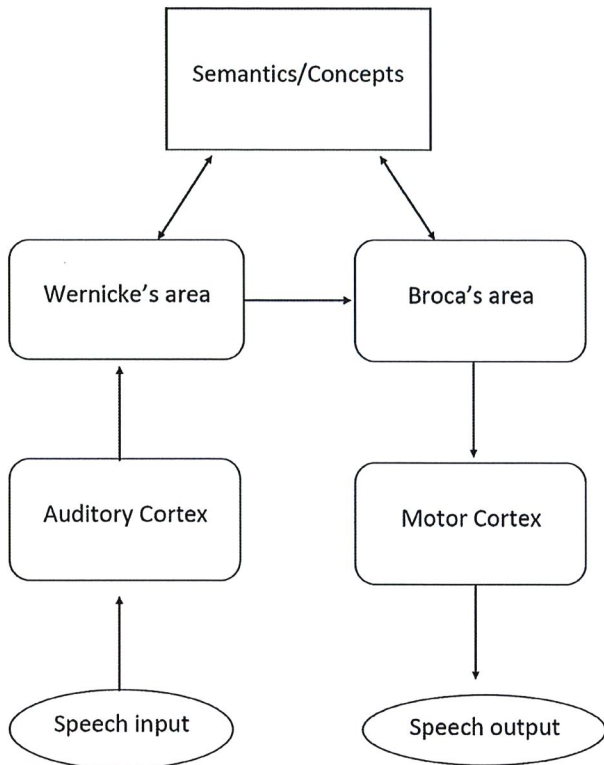 Semantics/Concepts
Wernicke's area
Broca's area
Auditory Cortex
Motor Cortex
Speech input
Speech output